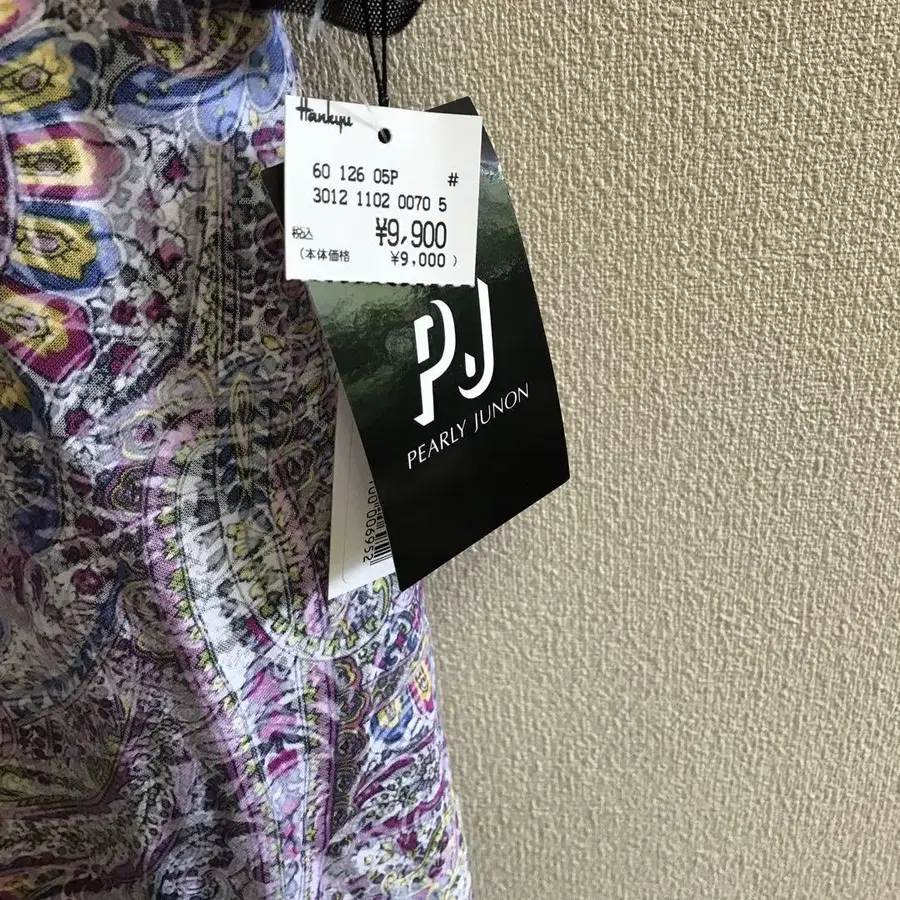 Hankyu
60 126 05P #
3012 1102 0070 5
税込 ¥9,900
(本体価格 ¥9,000 )
PJ
PEARLY JUNON